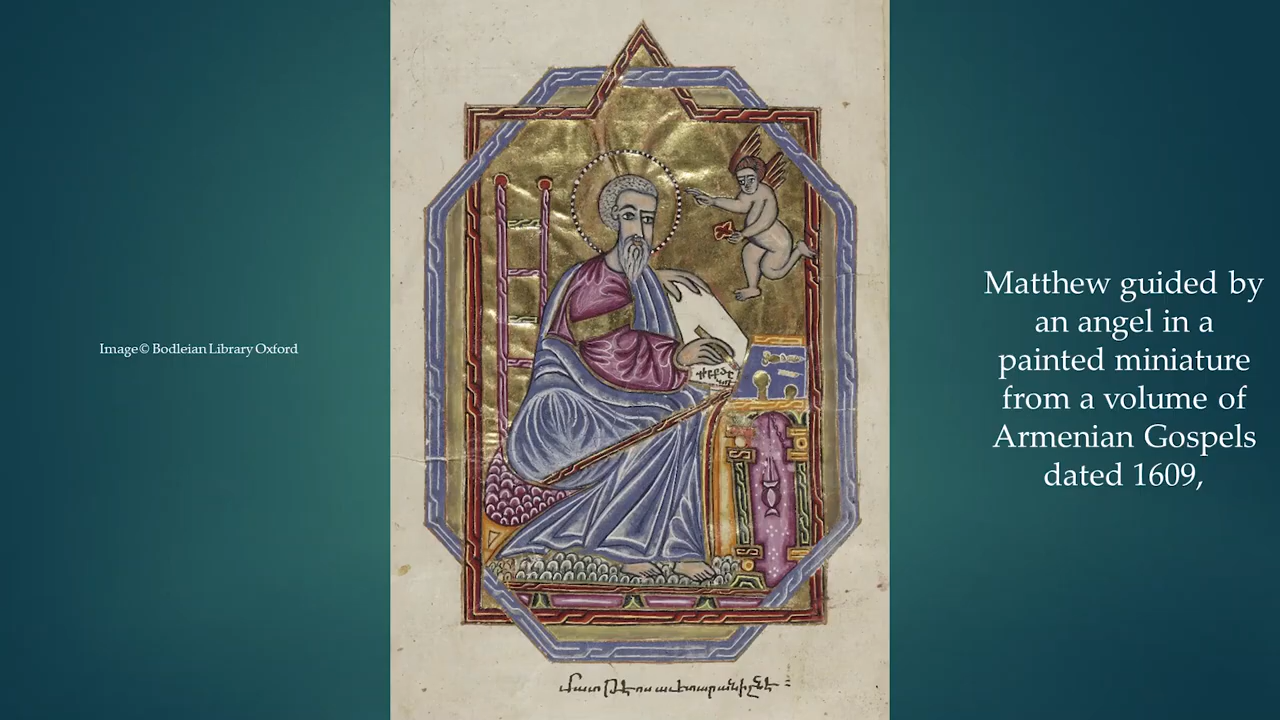 Image © Bodleian Library Oxford
Matthew guided by
an angel in a
painted miniature
from a volume of
Armenian Gospels
dated 1609,